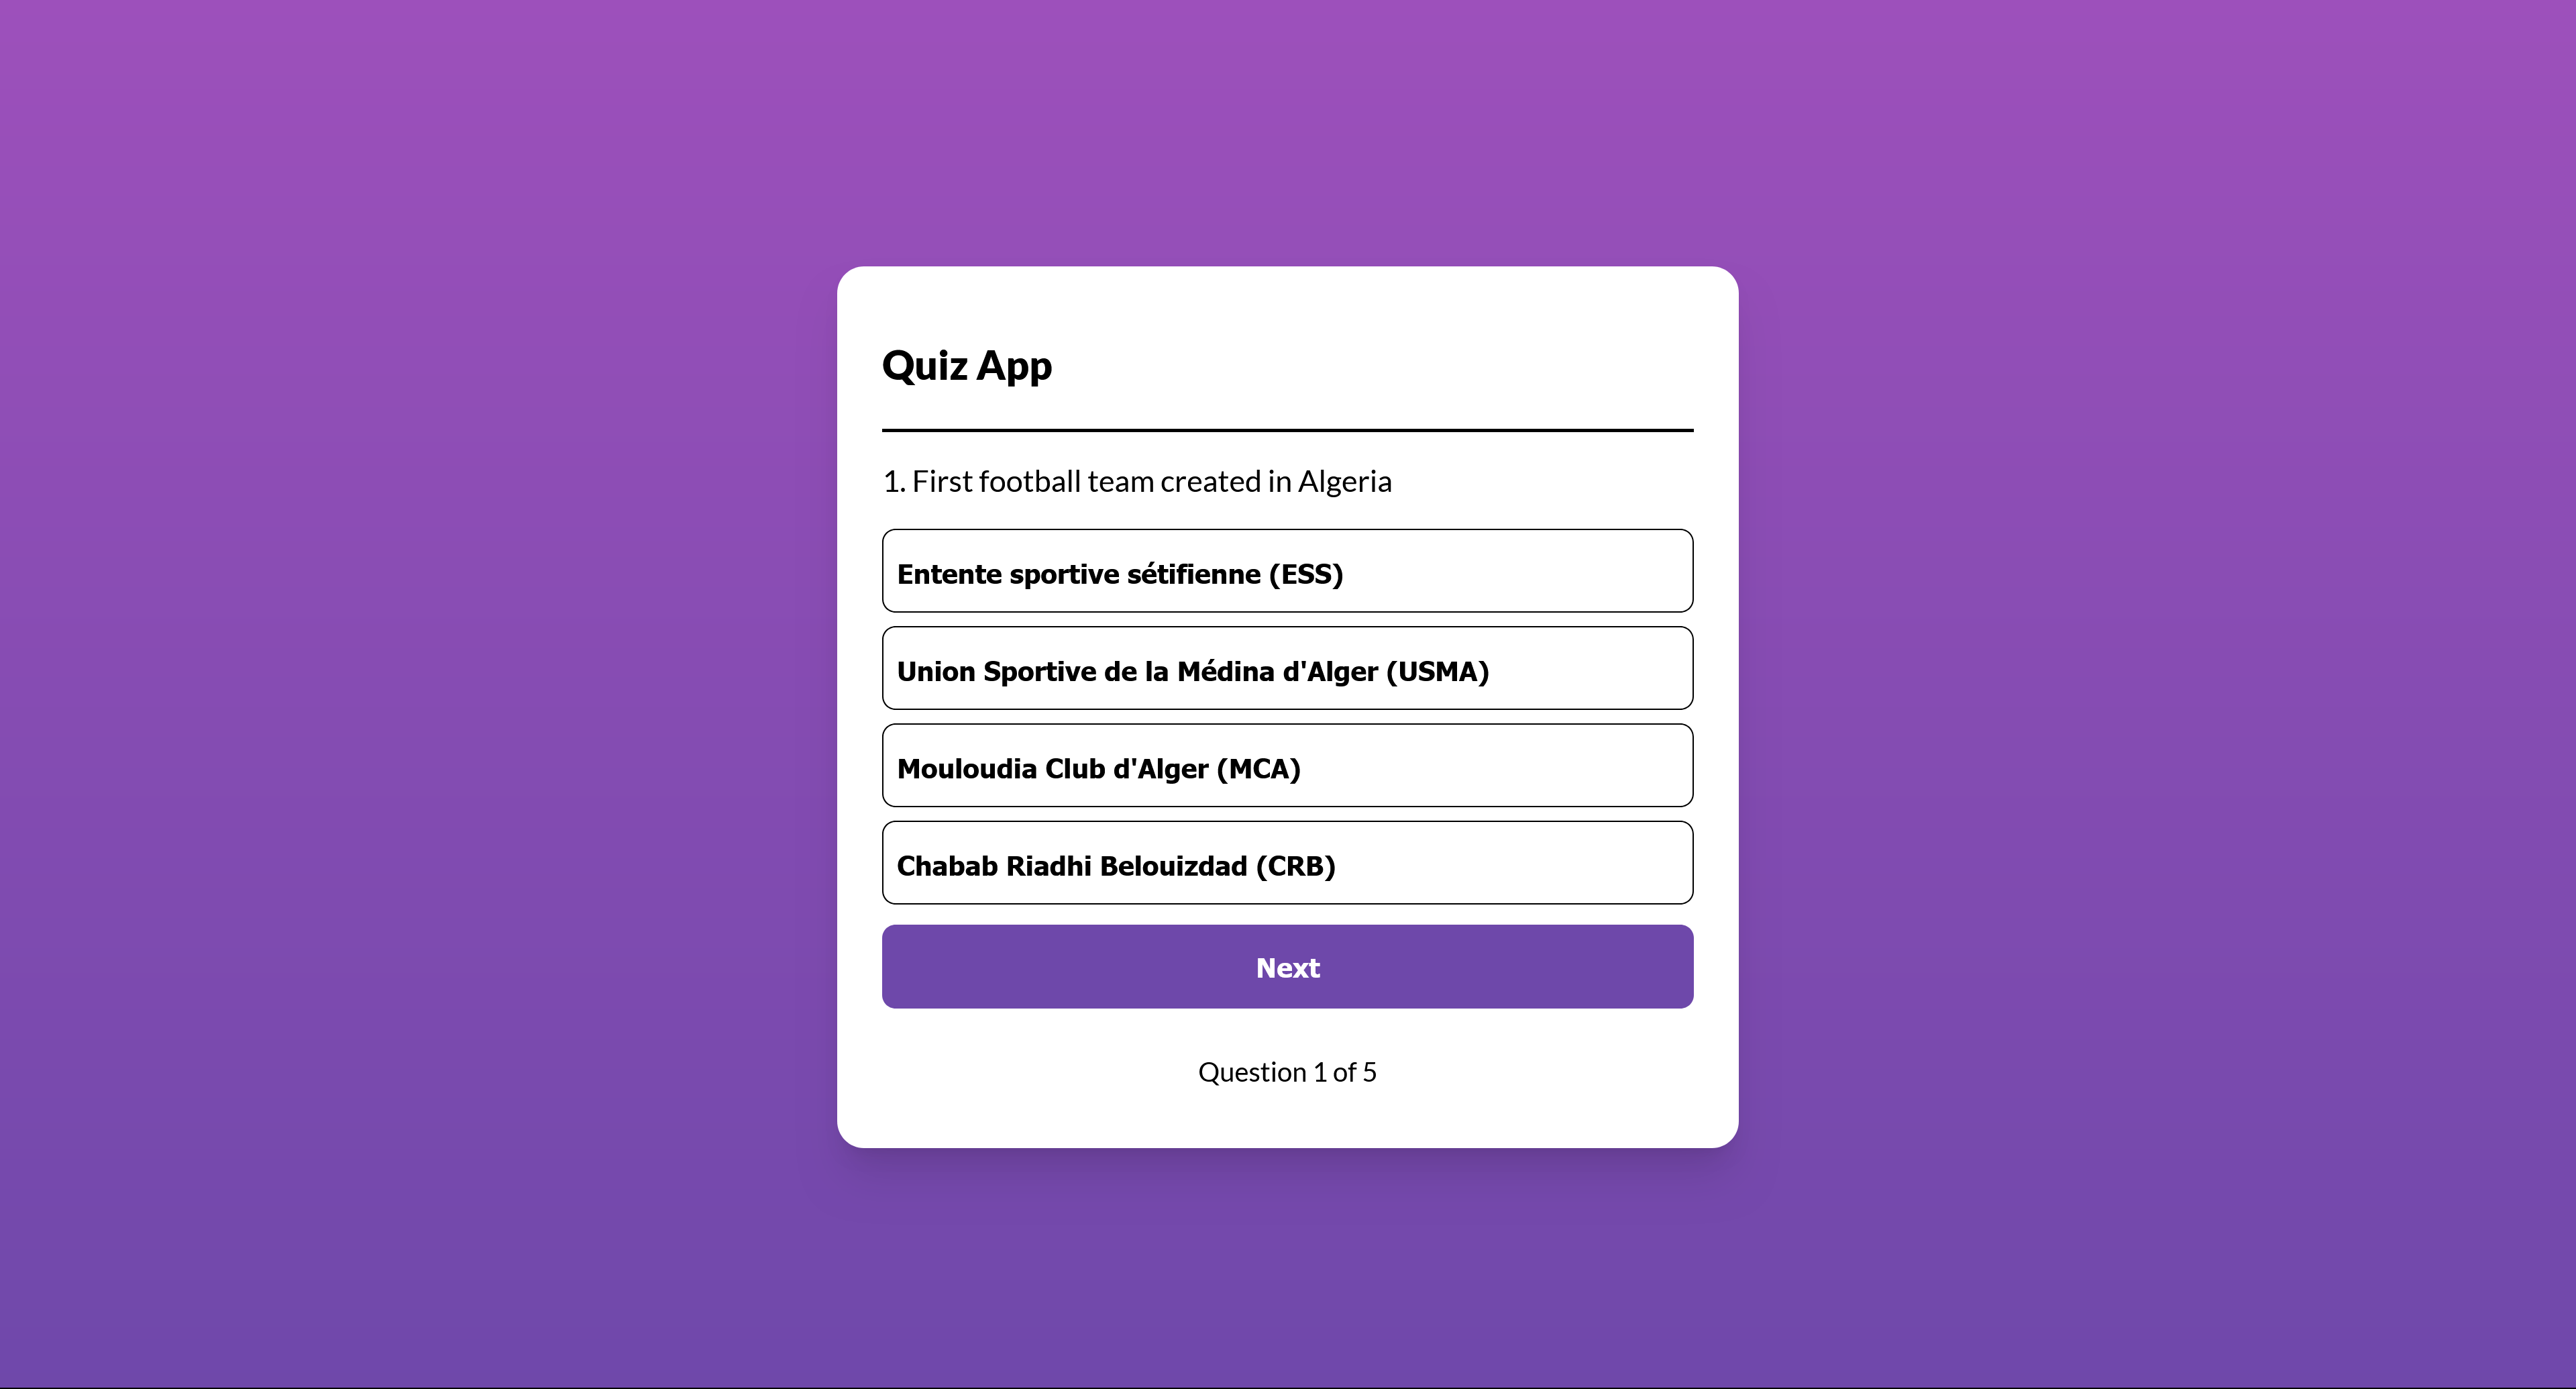 Quiz App
1. First football team created in Algeria
Entente sportive sétifienne (ESS)
Union Sportive de la Médina d'Alger (USMA)
Mouloudia Club d'Alger (MCA)
Chabab Riadhi Belouizdad (CRB)
Next
Question 1 of 5